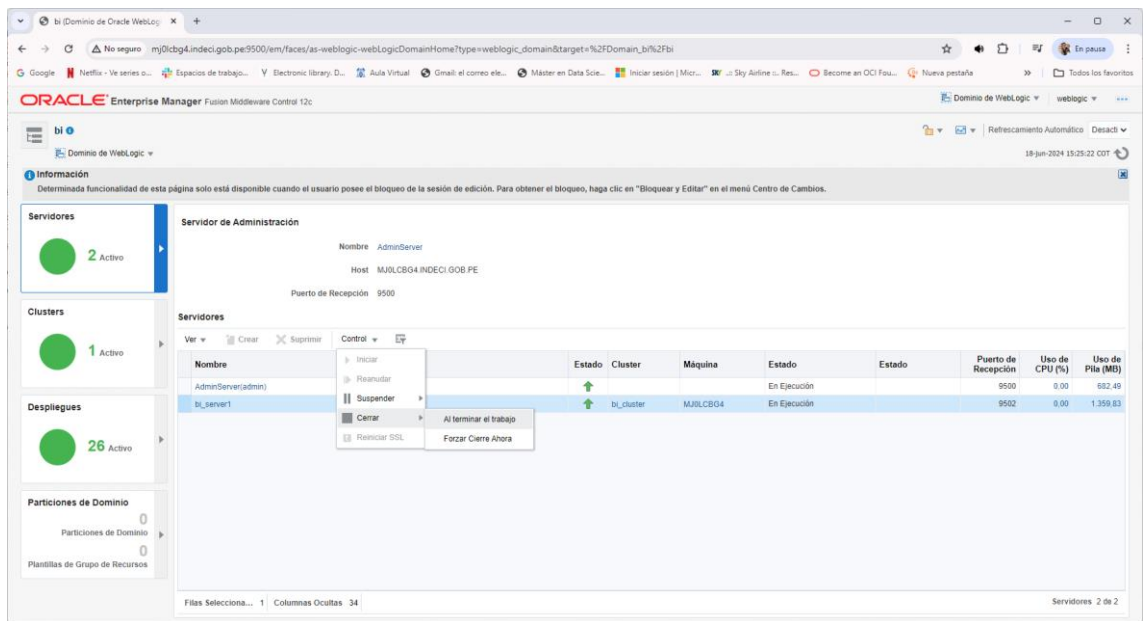 bi (Dominio de Oracle WebLog
No seguro mj0lcbg4.indeci.gob.pe:9500/em/faces/as-weblogic-webLogicDomainHome?type=weblogic_domain&target=%2FDomain_bi%2Fbi
En pausa
Google Netflix - Ve series o... Espacios de trabajo... Electronic library. D... Aula Virtual Gmail: el correo ele... Máster en Data Scie... Iniciar sesión | Micr... Sky Airline :. Res... Become an OCI Fou... Nueva pestaña » Todos los favoritos
ORACLE Enterprise Manager Fusion Middleware Control 12c
Dominio de WebLogic weblogic
bi
Refrescamiento Automático Desacti
Dominio de WebLogic
18-jun-2024 15:25:22 COT
Información
Determinada funcionalidad de esta página solo está disponible cuando el usuario posee el bloqueo de la sesión de edición. Para obtener el bloqueo, haga clic en "Bloquear y Editar" en el menú Centro de Cambios.
Servidores
2 Activo
Clusters
1 Activo
Despliegues
26 Activo
Particiones de Dominio
0
Particiones de Dominio
0
Plantillas de Grupo de Recursos
Servidor de Administración
Nombre AdminServer
Host MJ0LCBG4.INDECI.GOB.PE
Puerto de Recepción 9500
Servidores
Ver Crear Suprimir Control
Iniciar
Reanudar
Suspender
Cerrar
Reiniciar SSL
Al terminar el trabajo
Forzar Cierre Ahora
Nombre Estado Cluster Máquina Estado Estado Puerto de Recepción Uso de CPU (%) Uso de Pila (MB)
AdminServer(admin) En Ejecución 9500 0,00 682,49
bi_server1 bi_cluster MJ0LCBG4 En Ejecución 9502 0,00 1.359,83
Filas Selecciona... 1 Columnas Ocultas 34
Servidores 2 de 2